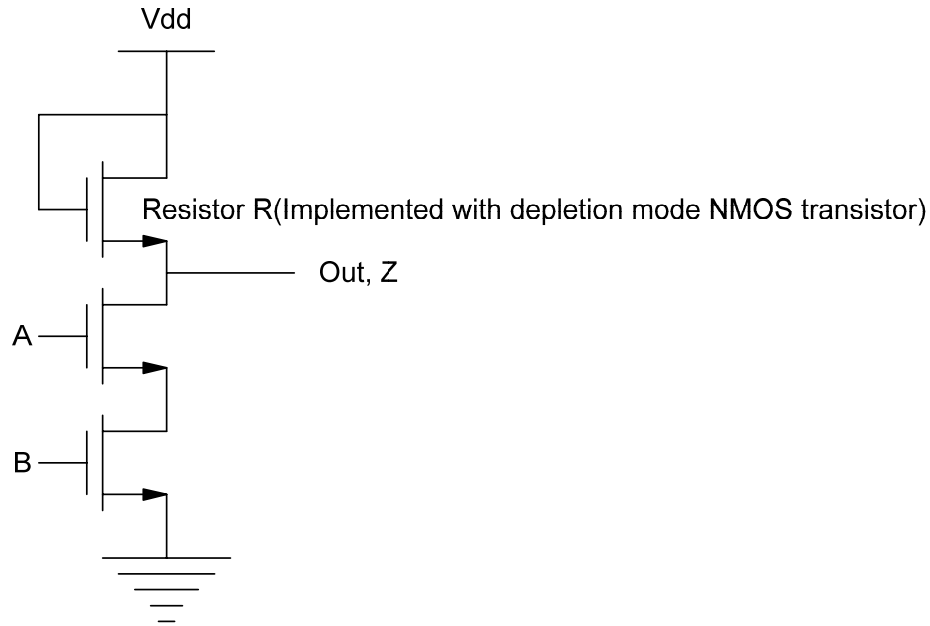 Vdd
Resistor R(Implemented with depletion mode NMOS transistor)
Out, Z
A
B